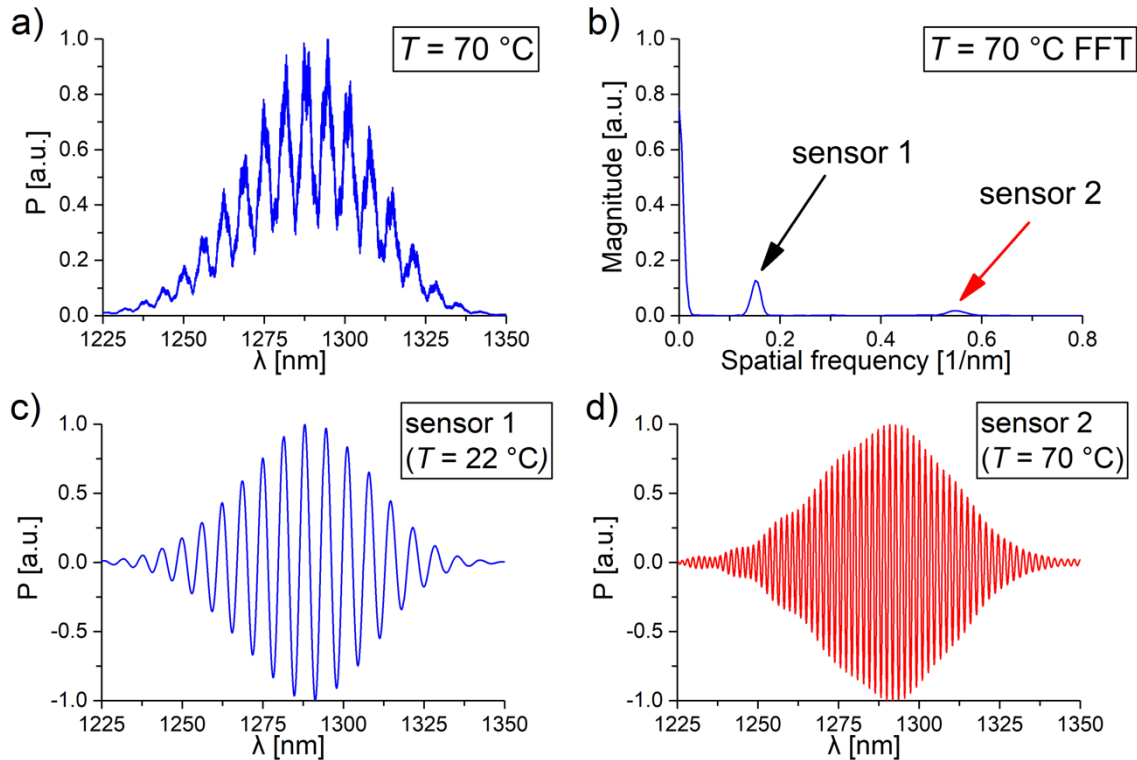 a)
T = 70 °C
P [a.u.]
1.0
0.8
0.6
0.4
0.2
0.0
1225 1250 1275 1300 1325 1350
λ [nm]
b)
T = 70 °C FFT
sensor 1
sensor 2
Magnitude [a.u.]
1.0
0.8
0.6
0.4
0.2
0.0
0.0 0.2 0.4 0.6 0.8
Spatial frequency [1/nm]
c)
sensor 1
(T = 22 °C)
P [a.u.]
1.0
0.5
0.0
-0.5
-1.0
1225 1250 1275 1300 1325 1350
λ [nm]
d)
sensor 2
(T = 70 °C)
P [a.u.]
1.0
0.5
0.0
-0.5
-1.0
1225 1250 1275 1300 1325 1350
λ [nm]